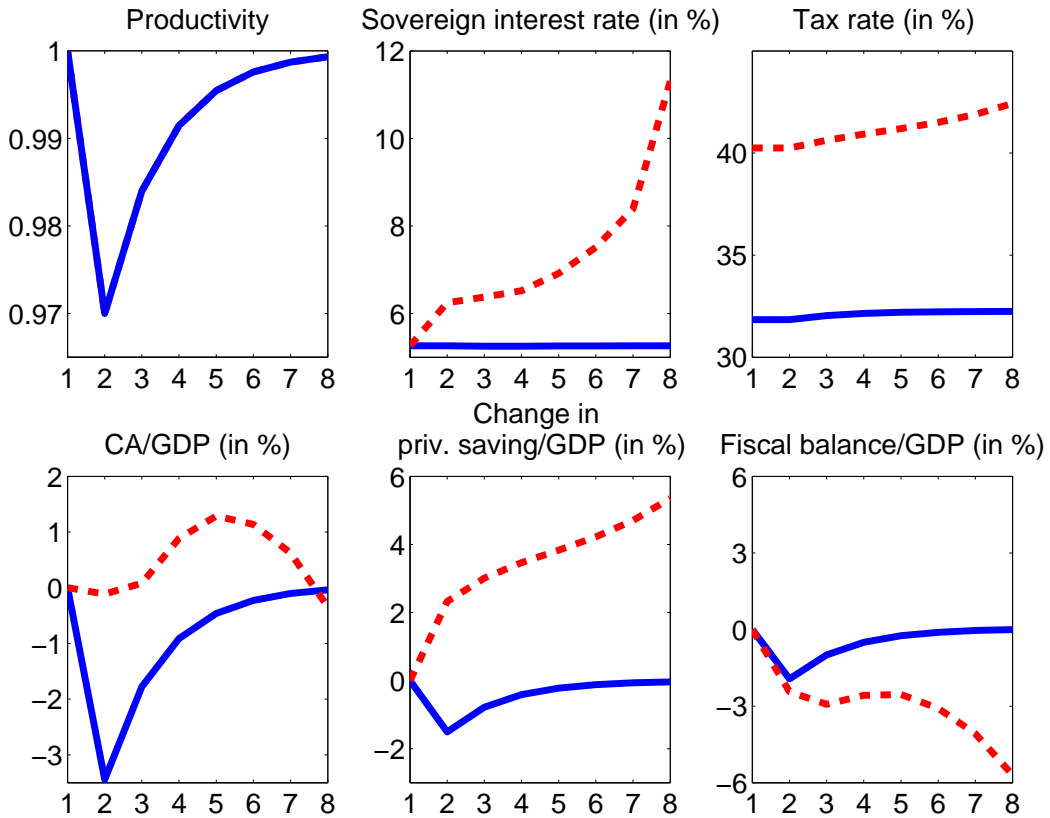 Productivity
Sovereign interest rate (in %)
Tax rate (in %)
1
0.99
0.98
0.97
1 2 3 4 5 6 7 8
12
10
8
6
1 2 3 4 5 6 7 8
40
35
30
1 2 3 4 5 6 7 8
CA/GDP (in %)
Change in
priv. saving/GDP (in %)
Fiscal balance/GDP (in %)
2
1
0
−1
−2
−3
1 2 3 4 5 6 7 8
6
4
2
0
−2
1 2 3 4 5 6 7 8
6
3
0
−3
−6
1 2 3 4 5 6 7 8